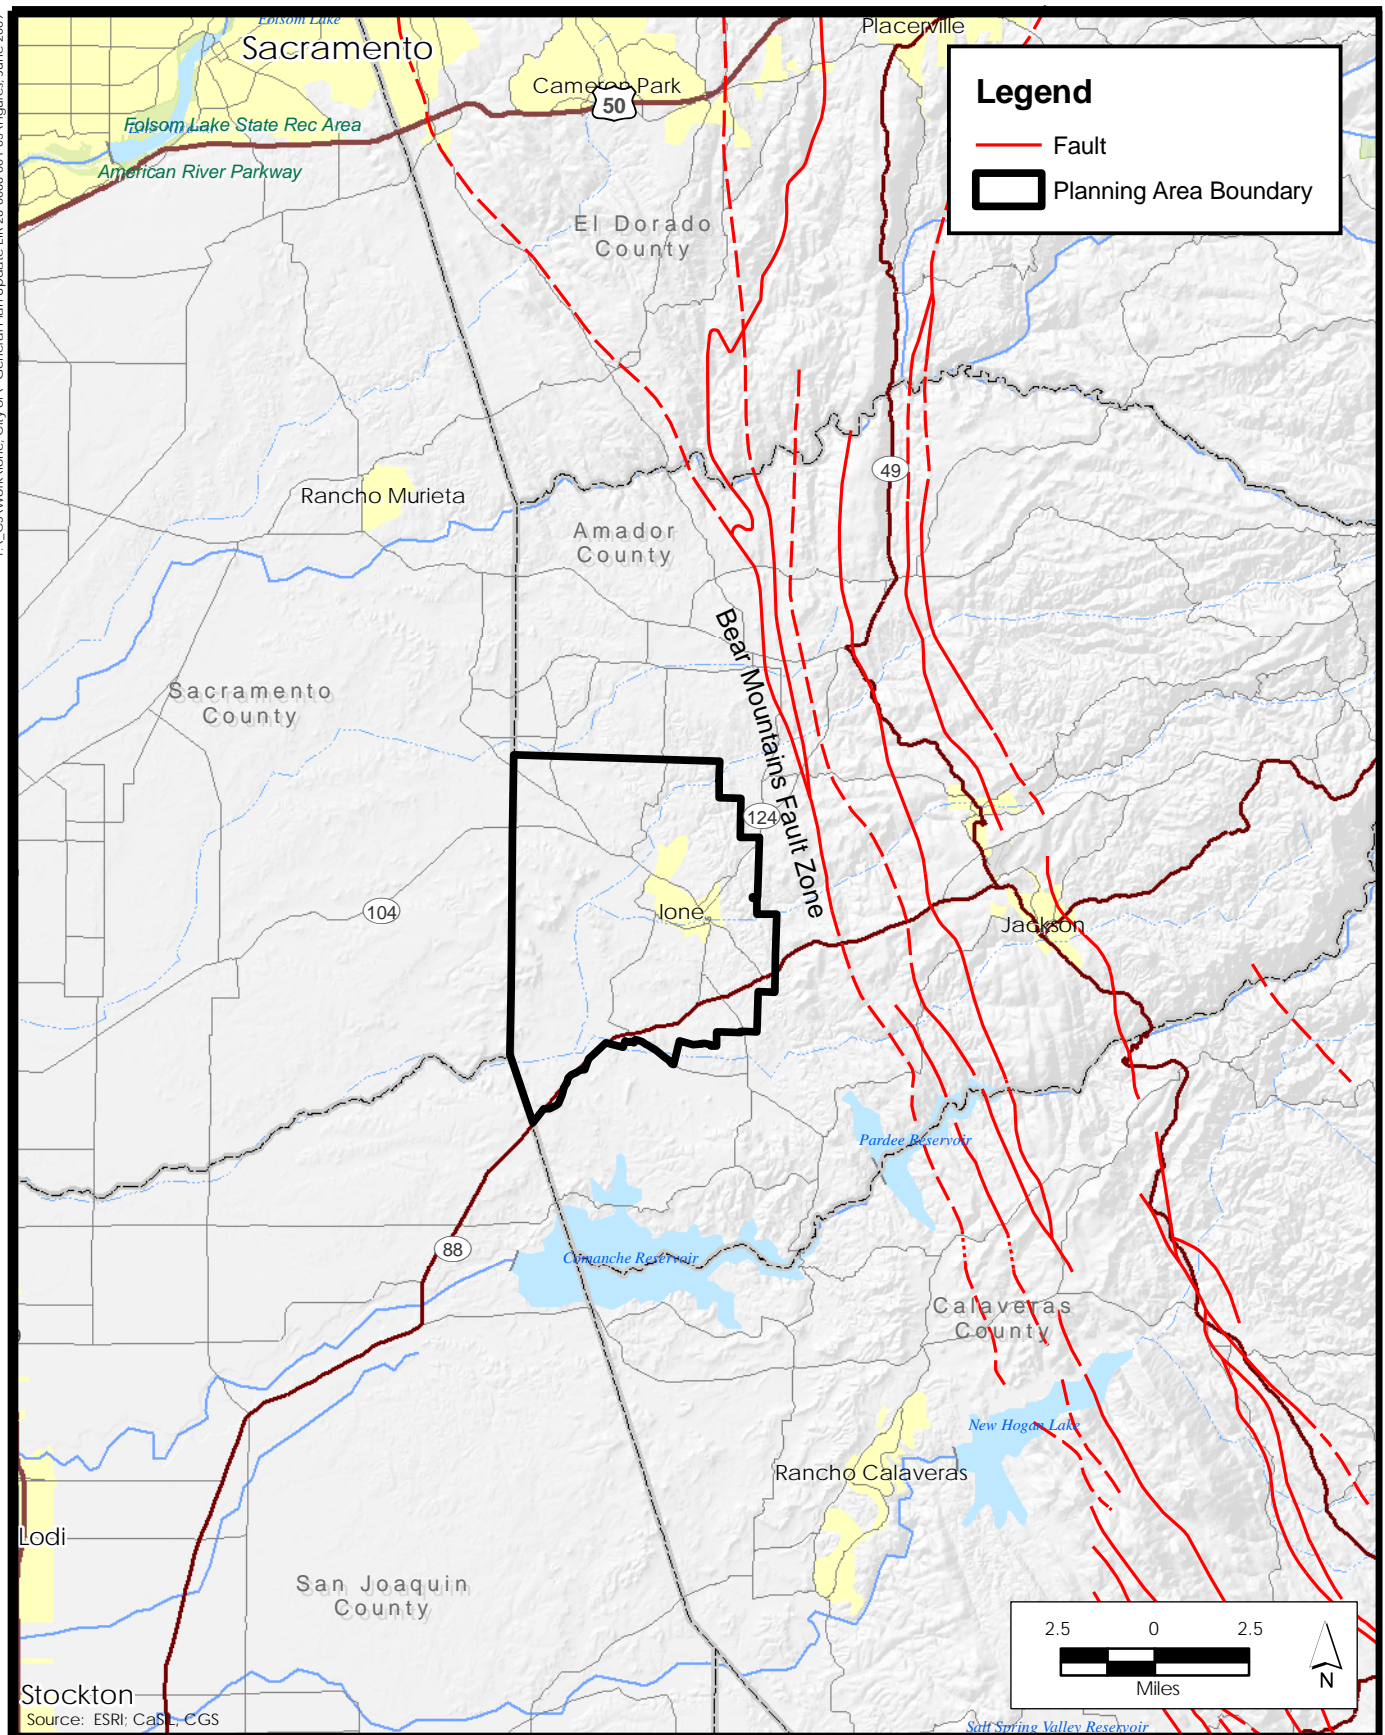 Folsom Lake
Sacramento
Placerville
Cameron Park
50
Folsom Lake State Rec Area
American River Parkway
Legend
Fault
Planning Area Boundary
El Dorado
County
49
Rancho Murieta
Amador
County
Bear Mountains Fault Zone
Sacramento
County
124
104
Ione
Jackson
Pardee Reservoir
88
Comanche Reservoir
Calaveras
County
New Hogan Lake
Rancho Calaveras
Lodi
San Joaquin
County
2.5 0 2.5
Miles
N
Stockton
Source: ESRI; CaSIL, CGS
Salt Spring Valley Reservoir